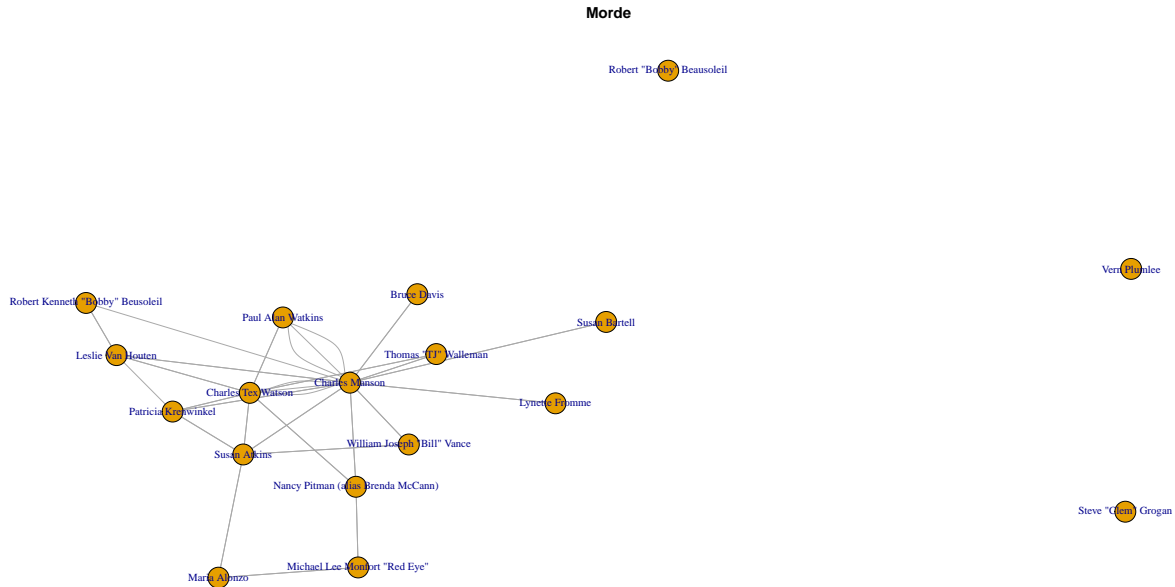 Morde
Robert "Bobby" Beausoleil
Vern Plumlee
Bruce Davis
Robert Kenneth "Bobby" Beusoleil
Paul Alan Watkins
Susan Bartell
Thomas "TJ" Walleman
Leslie Van Houten
Charles Manson
Charles Tex Watson
Lynette Fromme
Patricia Krenwinkel
William Joseph "Bill" Vance
Susan Atkins
Nancy Pitman (alias Brenda McCann)
Steve "Clem" Grogan
Michael Lee Monfort "Red Eye"
Maria Alonzo